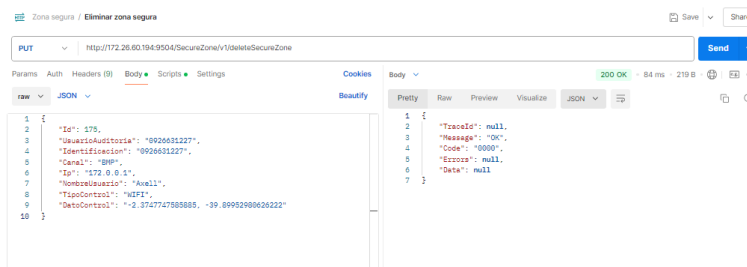 Zona segura / Eliminar zona segura
Save
Share
PUT
http://172.26.60.194:9504/SecureZone/v1/deleteSecureZone
Send
Params Auth Headers (9) Body Scripts Settings Cookies
raw JSON Beautify
1 {
2 "Id": 175,
3 "UsuarioAuditoria": "0926631227",
4 "Identificacion": "0926631227",
5 "Canal": "BMP",
6 "Ip": "172.0.0.1",
7 "NombreUsuario": "Axell",
8 "TipoControl": "WIFI",
9 "DatoControl": "-2.3747747585885, -39.89952980626222"
10 }
Body 200 OK 84 ms 219 B
Pretty Raw Preview Visualize JSON
1 {
2 "TraceId": null,
3 "Message": "OK",
4 "Code": "0000",
5 "Errors": null,
6 "Data": null
7 }